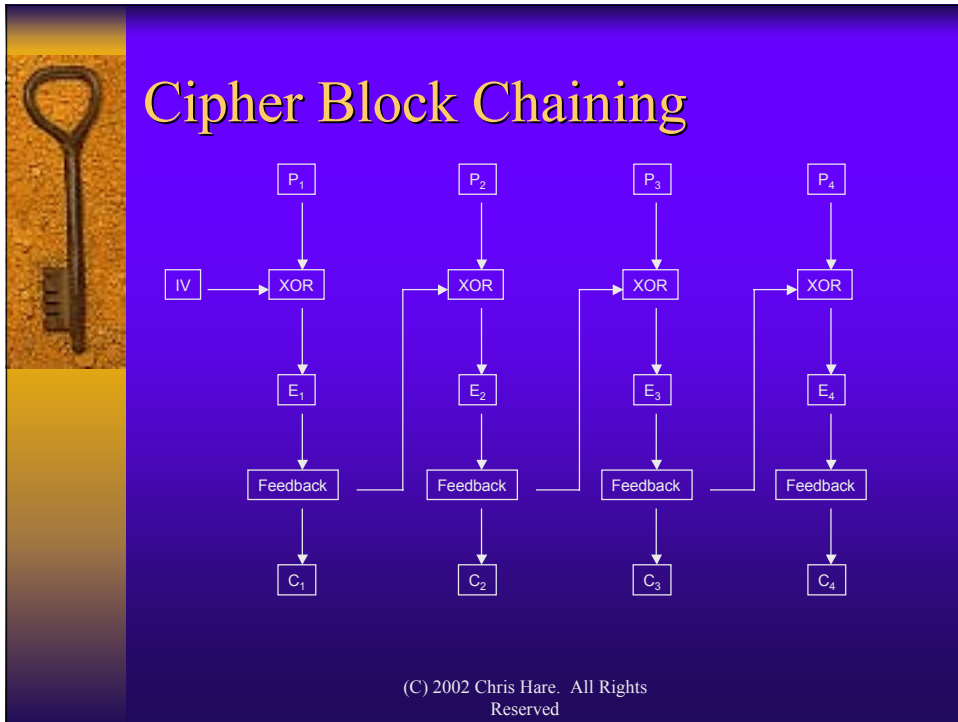 Cipher Block Chaining
P₁ P₂ P₃ P₄
IV XOR XOR XOR XOR
E₁ E₂ E₃ E₄
Feedback Feedback Feedback Feedback
C₁ C₂ C₃ C₄
(C) 2002 Chris Hare. All Rights
Reserved